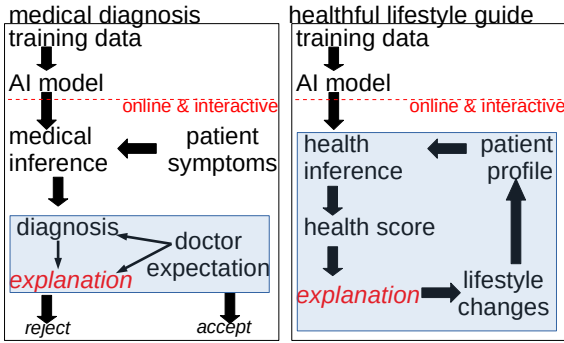 medical diagnosis
training data
AI model
online & interactive
medical
inference
patient
symptoms
diagnosis
doctor
expectation
explanation
reject
accept
healthful lifestyle guide
training data
AI model
online & interactive
health
inference
patient
profile
health score
explanation
lifestyle
changes